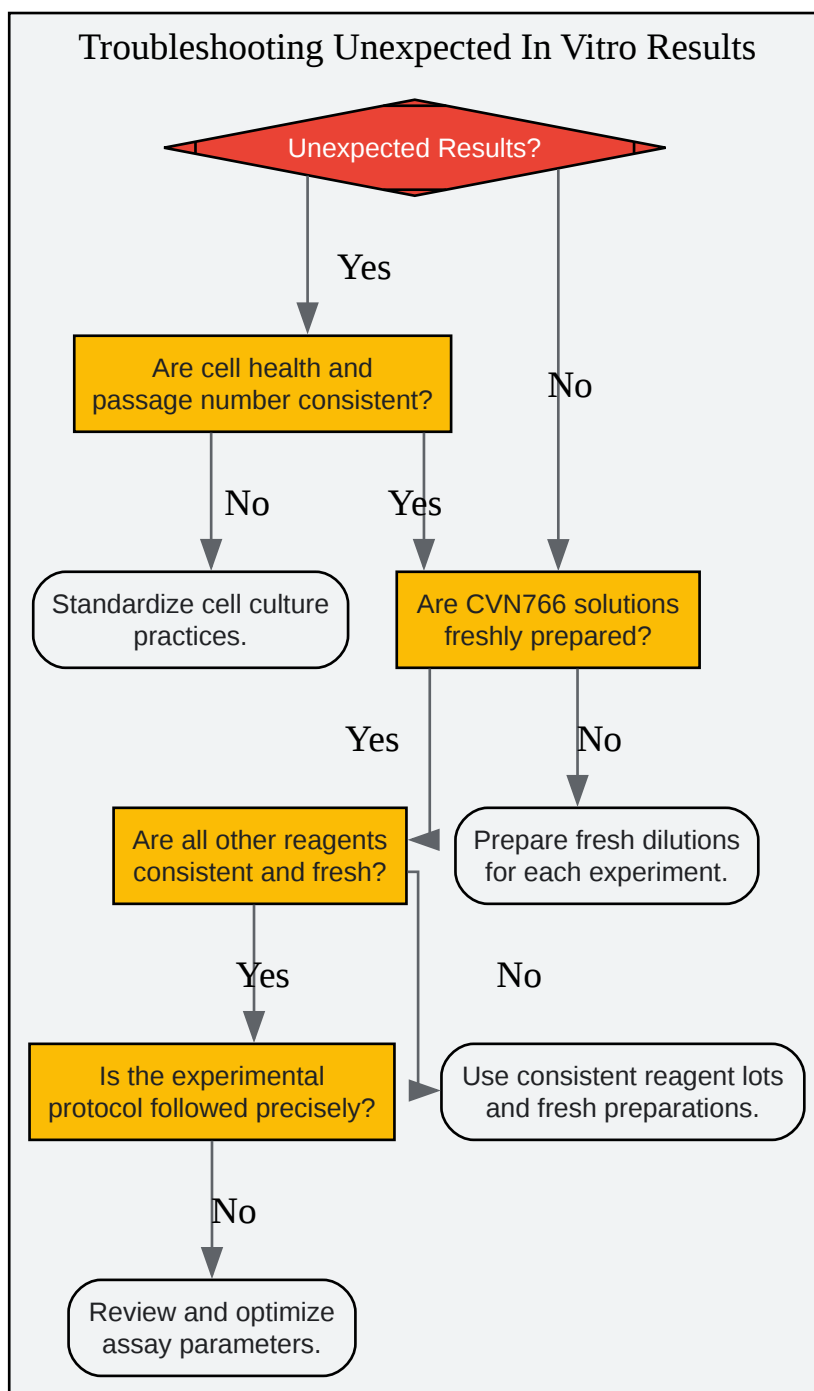 Troubleshooting Unexpected In Vitro Results
Unexpected Results?
Yes
Are cell health and
passage number consistent?
No
No
Yes
Standardize cell culture
practices.
Are CVN766 solutions
freshly prepared?
Yes
No
Are all other reagents
consistent and fresh?
Prepare fresh dilutions
for each experiment.
Yes
No
Is the experimental
protocol followed precisely?
Use consistent reagent lots
and fresh preparations.
No
Review and optimize
assay parameters.